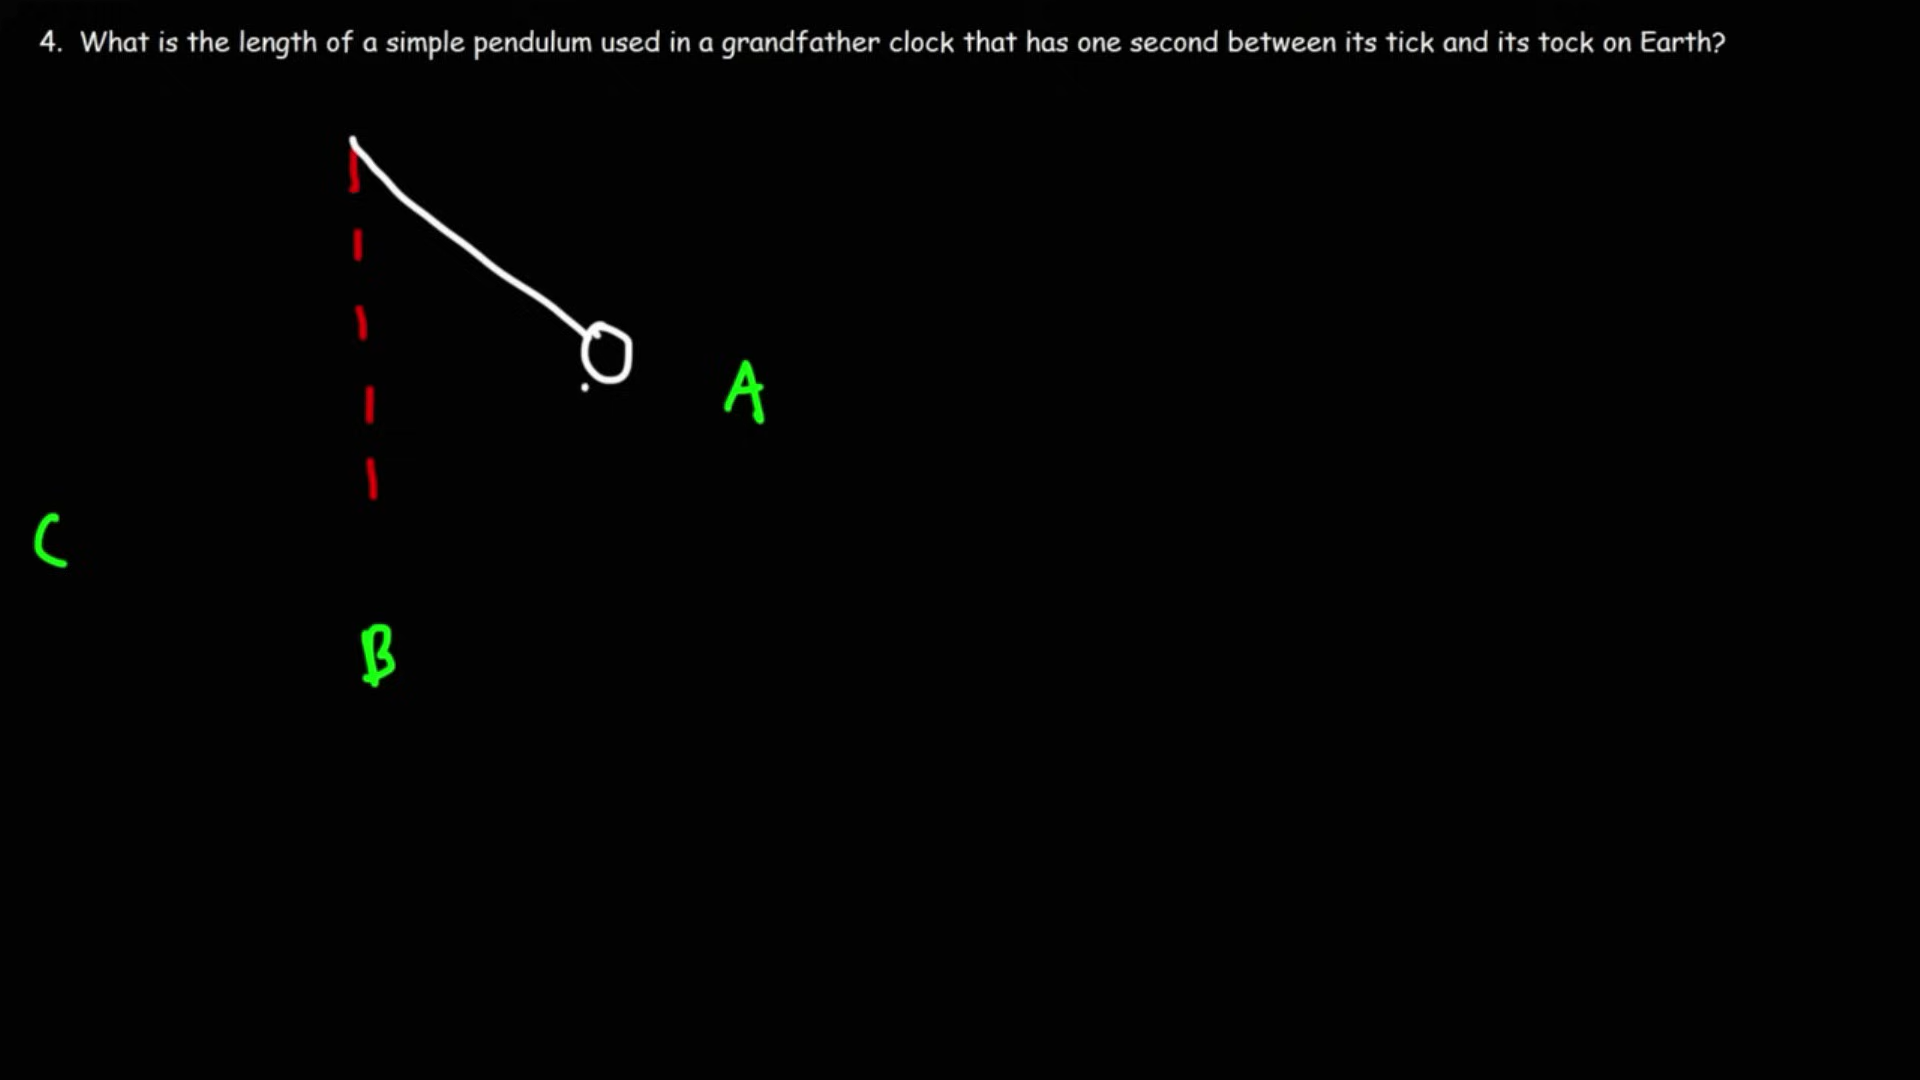 4. What is the length of a simple pendulum used in a grandfather clock that has one second between its tick and its tock on Earth?
A
C
B